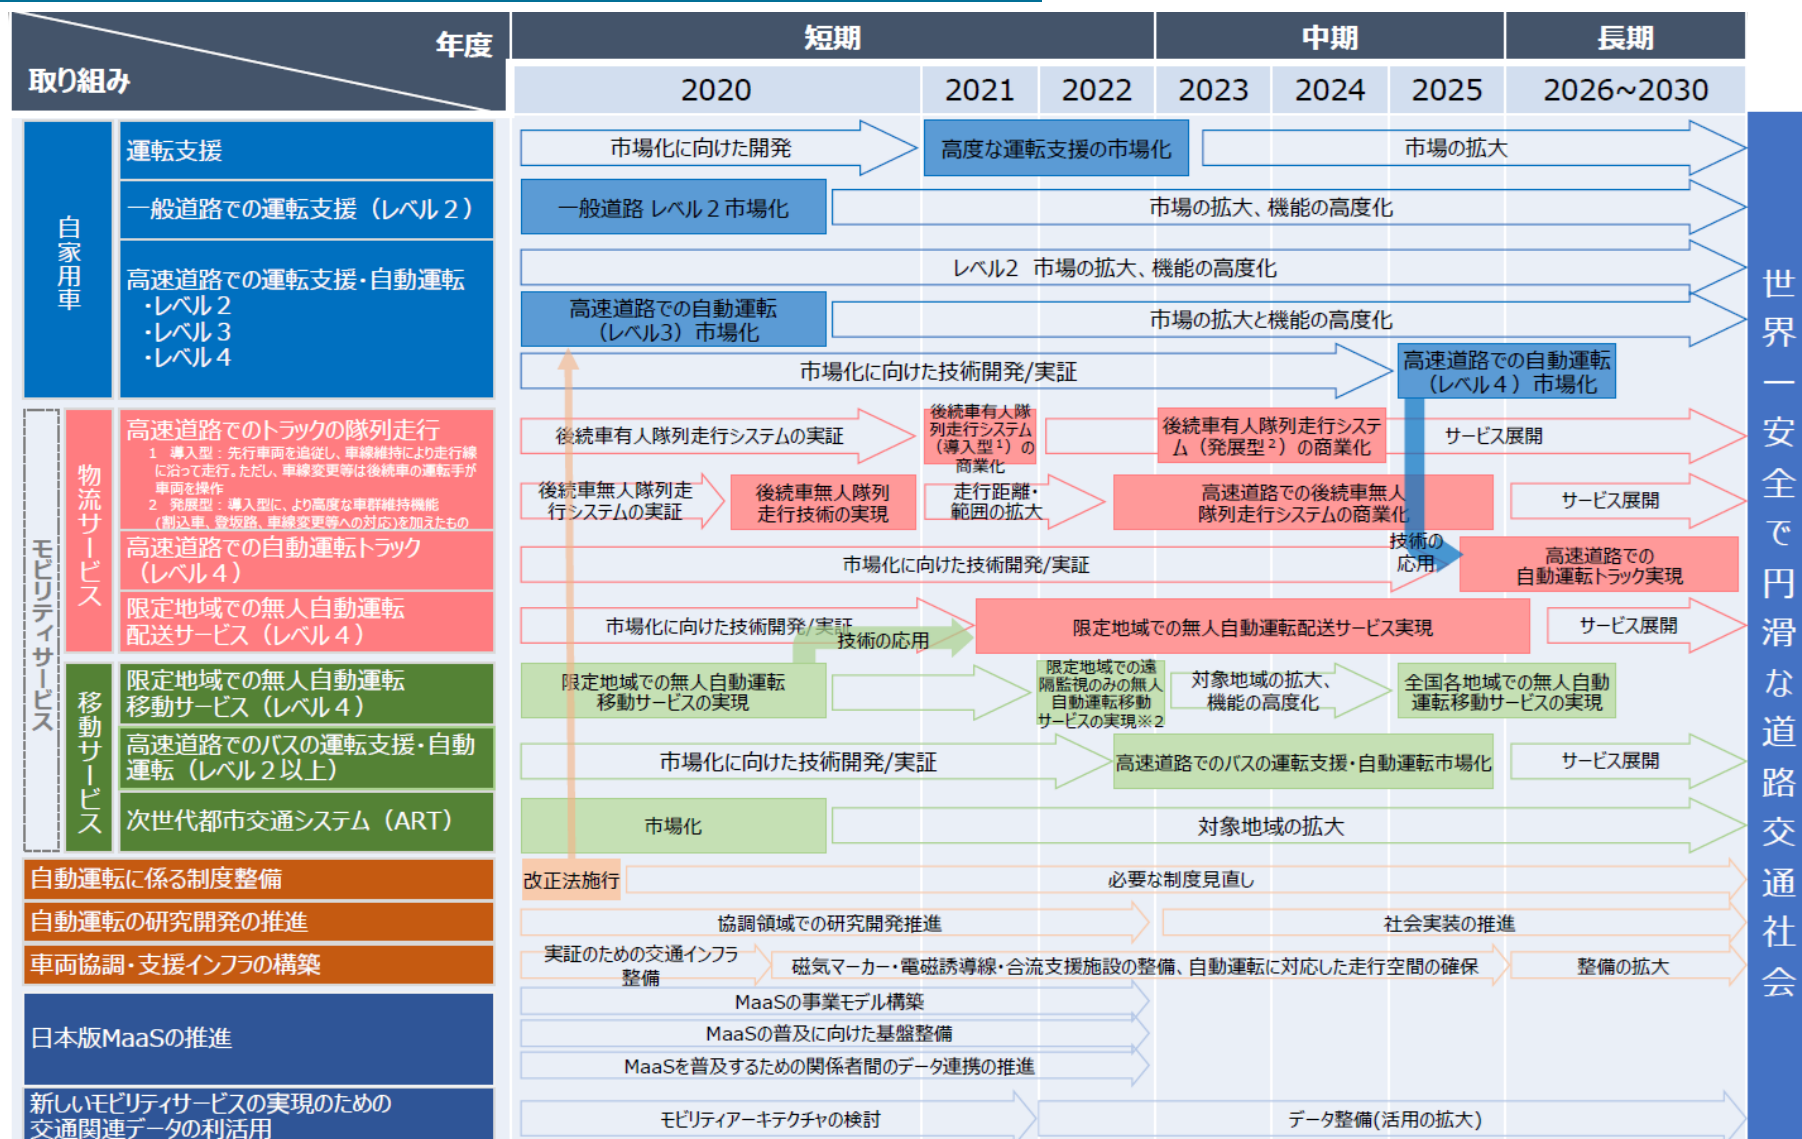 年度
取り組み
短期
中期
長期
2020
2021
2022
2023
2024
2025
2026~2030
自家用車
運転支援
市場化に向けた開発
高度な運転支援の市場化
市場の拡大
一般道路での運転支援（レベル２）
一般道路 レベル２市場化
市場の拡大、機能の高度化
高速道路での運転支援・自動運転
・レベル２
・レベル３
・レベル４
レベル2　市場の拡大、機能の高度化
高速道路での自動運転
（レベル3）市場化
市場の拡大と機能の高度化
市場化に向けた技術開発/実証
高速道路での自動運転
（レベル４）市場化
モビリティサービス
物流サービス
高速道路でのトラックの隊列走行
1　導入型：先行車両を追従し、車線維持により走行線
に沿って走行。ただし、車線変更等は後続車の運転手が
車両を操作
2　発展型：導入型に、より高度な車群維持機能
(割込車、登坂路、車線変更等への対応)を加えたもの
後続車有人隊列走行システムの実証
後続車有人隊
列走行システム
（導入型¹）の
商業化
後続車有人隊列走行システ
ム（発展型²）の商業化
サービス展開
後続車無人隊列走
行システムの実証
後続車無人隊列
走行技術の実現
走行距離・
範囲の拡大
高速道路での後続車無人
隊列走行システムの商業化
サービス展開
高速道路での自動運転トラック
（レベル４）
市場化に向けた技術開発/実証
技術の
応用
高速道路での
自動運転トラック実現
限定地域での無人自動運転
配送サービス（レベル４）
市場化に向けた技術開発/実証
技術の応用
限定地域での無人自動運転配送サービス実現
サービス展開
移動サービス
限定地域での無人自動運転
移動サービス（レベル４）
限定地域での無人自動運転
移動サービスの実現
限定地域での遠
隔監視のみの無人
自動運転移動
サービスの実現※2
対象地域の拡大、
機能の高度化
全国各地域での無人自動
運転移動サービスの実現
高速道路でのバスの運転支援・自動
運転（レベル２以上）
市場化に向けた技術開発/実証
高速道路でのバスの運転支援・自動運転市場化
サービス展開
次世代都市交通システム（ART）
市場化
対象地域の拡大
自動運転に係る制度整備
改正法施行
必要な制度見直し
自動運転の研究開発の推進
協調領域での研究開発推進
社会実装の推進
車両協調・支援インフラの構築
実証のための交通インフラ
整備
磁気マーカー・電磁誘導線・合流支援施設の整備、自動運転に対応した走行空間の確保
整備の拡大
日本版MaaSの推進
MaaSの事業モデル構築
MaaSの普及に向けた基盤整備
MaaSを普及するための関係者間のデータ連携の推進
新しいモビリティサービスの実現のための
交通関連データの利活用
モビリティアーキテクチャの検討
データ整備(活用の拡大)
世界一安全で円滑な道路交通社会